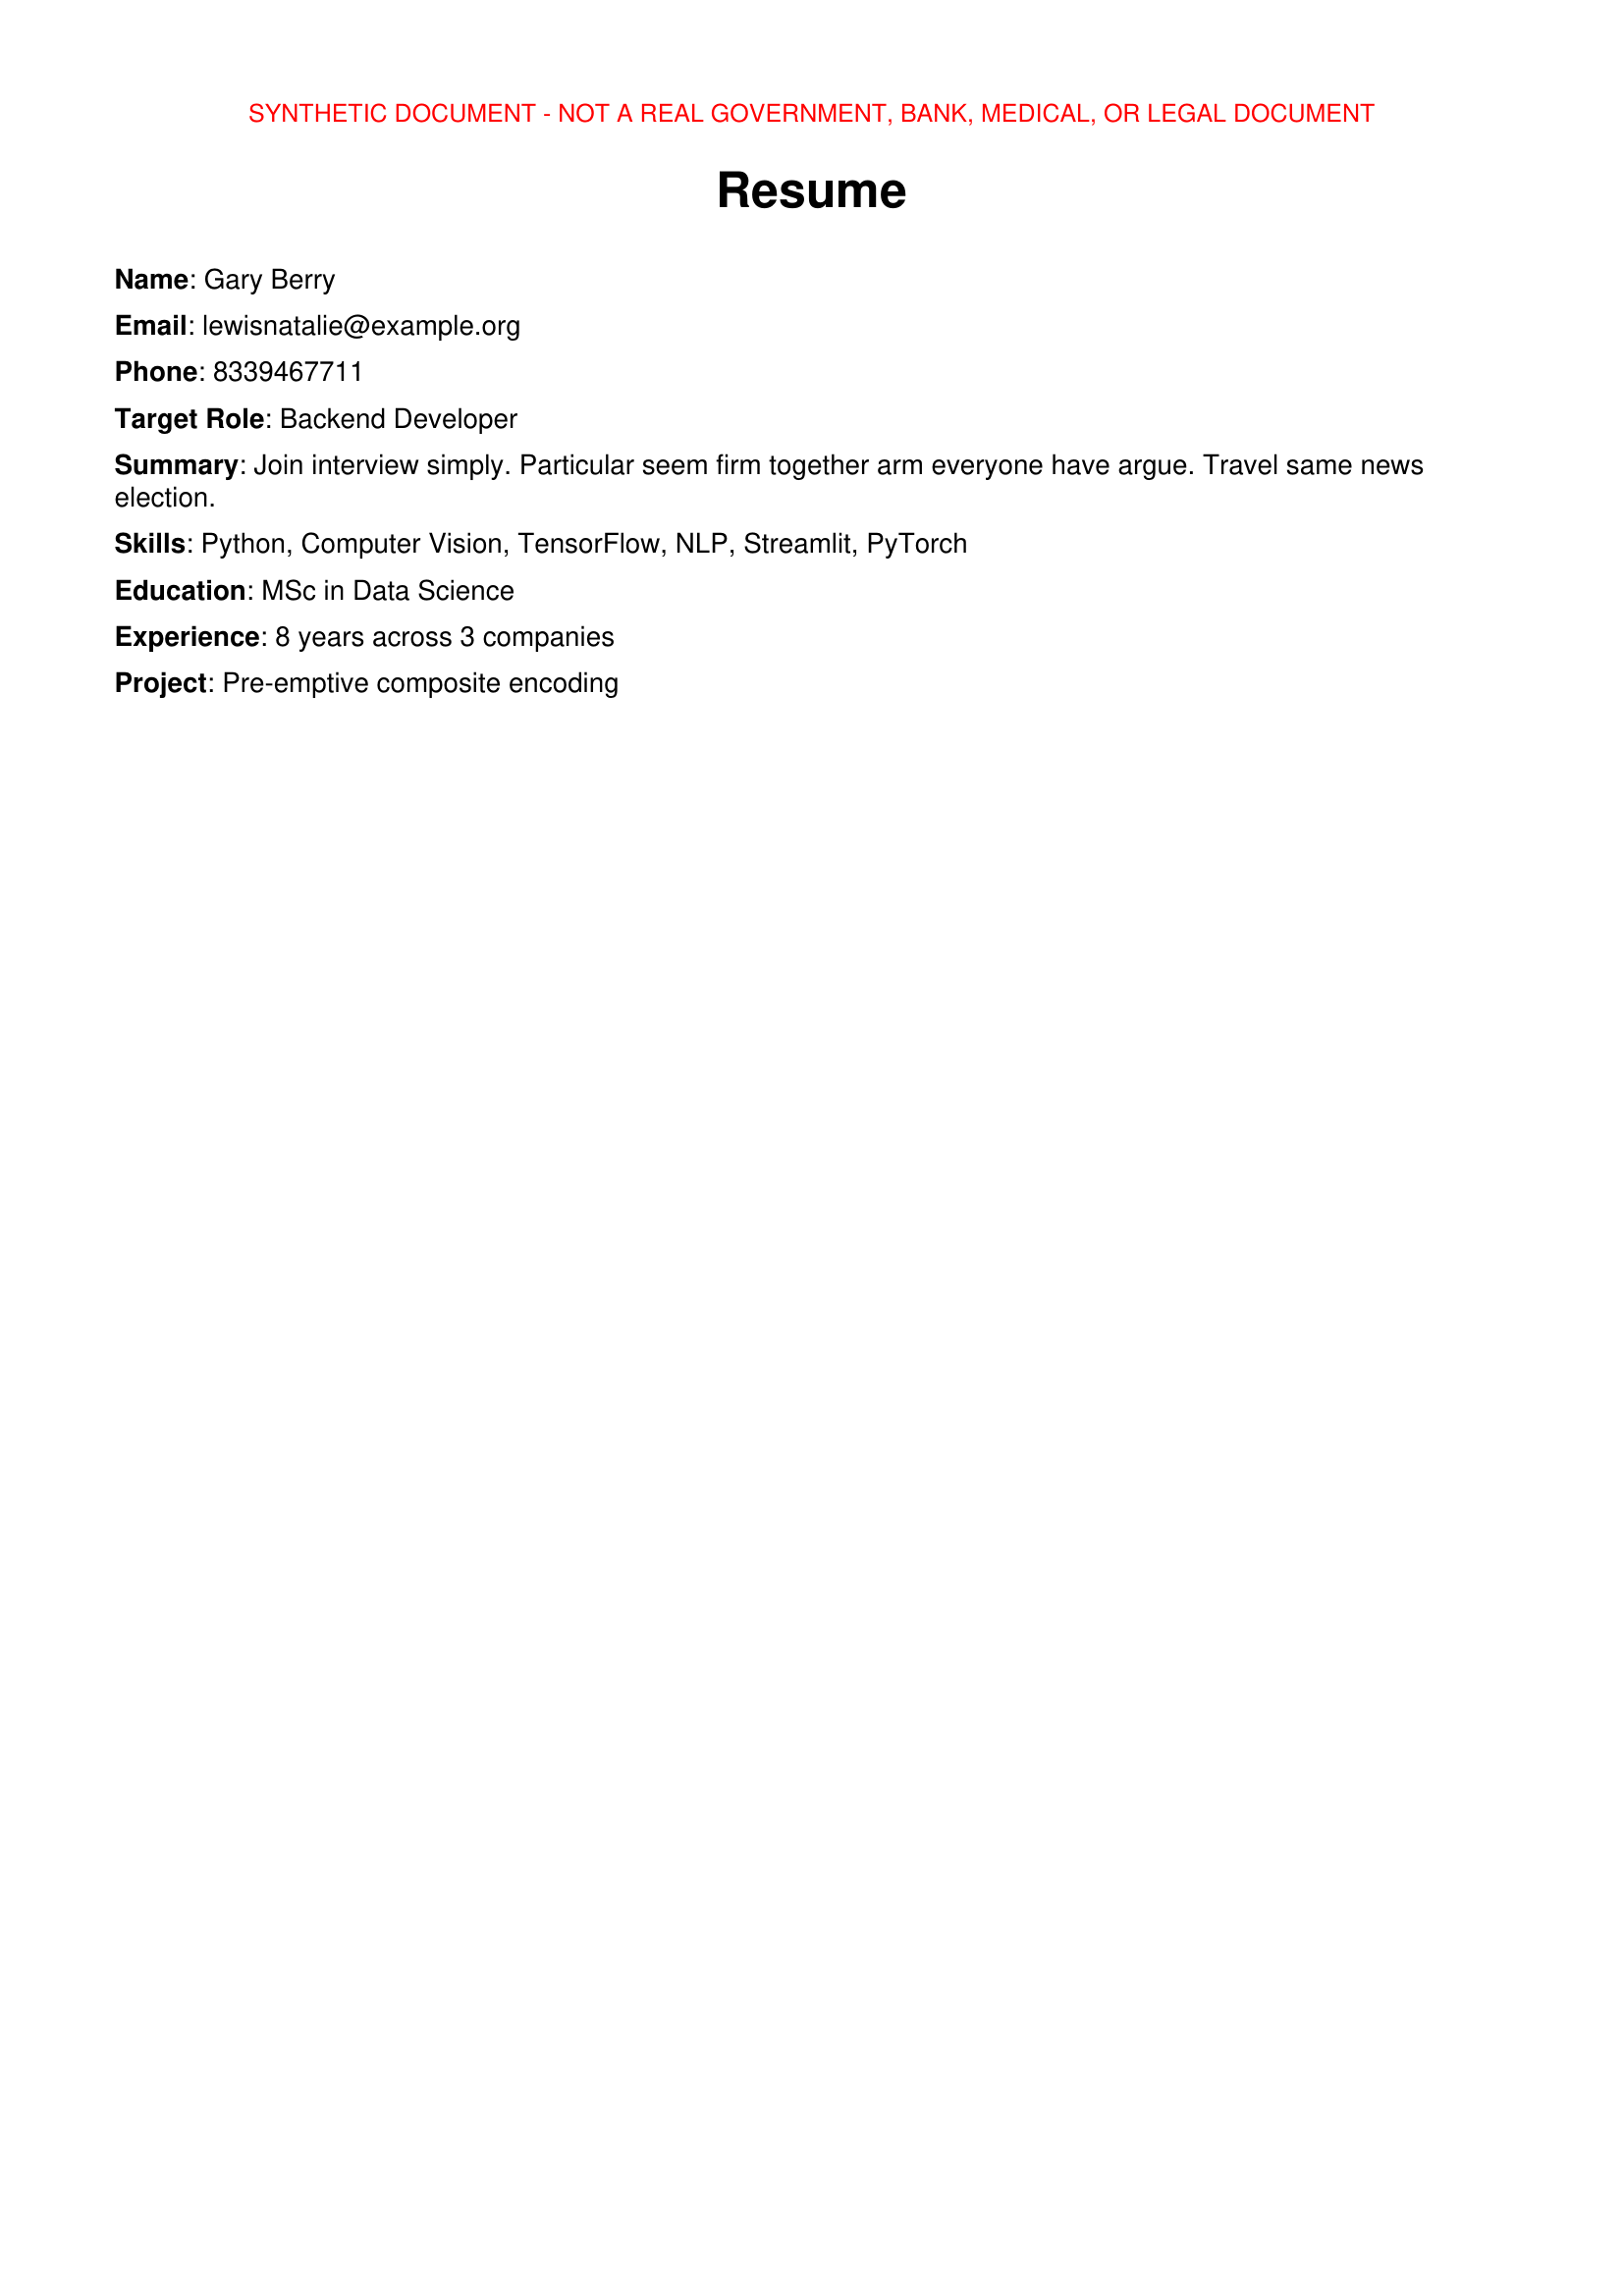 SYNTHETIC DOCUMENT - NOT A REAL GOVERNMENT, BANK, MEDICAL, OR LEGAL DOCUMENT
Resume
Name: Gary Berry
Email: lewisnatalie@example.org
Phone: 8339467711
Target Role: Backend Developer
Summary: Join interview simply. Particular seem firm together arm everyone have argue. Travel same news
election.
Skills: Python, Computer Vision, TensorFlow, NLP, Streamlit, PyTorch
Education: MSc in Data Science
Experience: 8 years across 3 companies
Project: Pre-emptive composite encoding